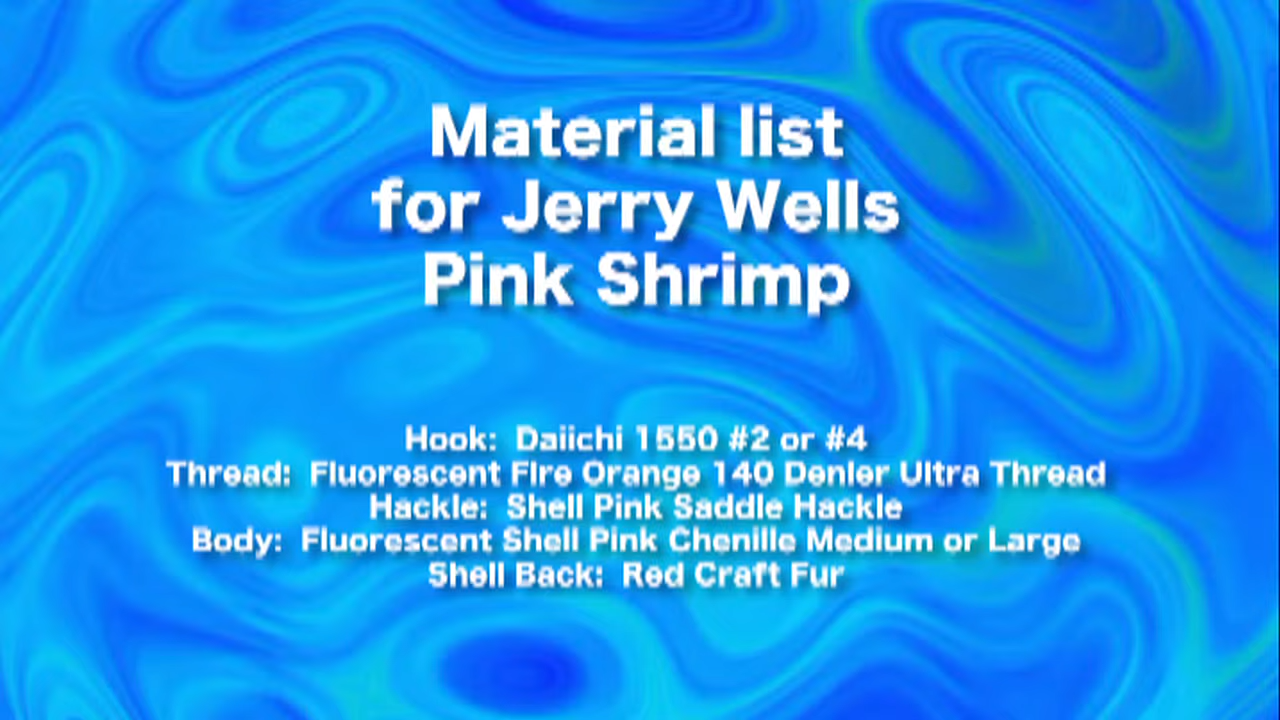 Material list
for Jerry Wells
Pink Shrimp
Hook: Daiichi 1550 #2 or #4
Thread: Fluorescent Fire Orange 140 Denier Ultra Thread
Hackle: Shell Pink Saddle Hackle
Body: Fluorescent Shell Pink Chenille Medium or Large
Shell Back: Red Craft Fur